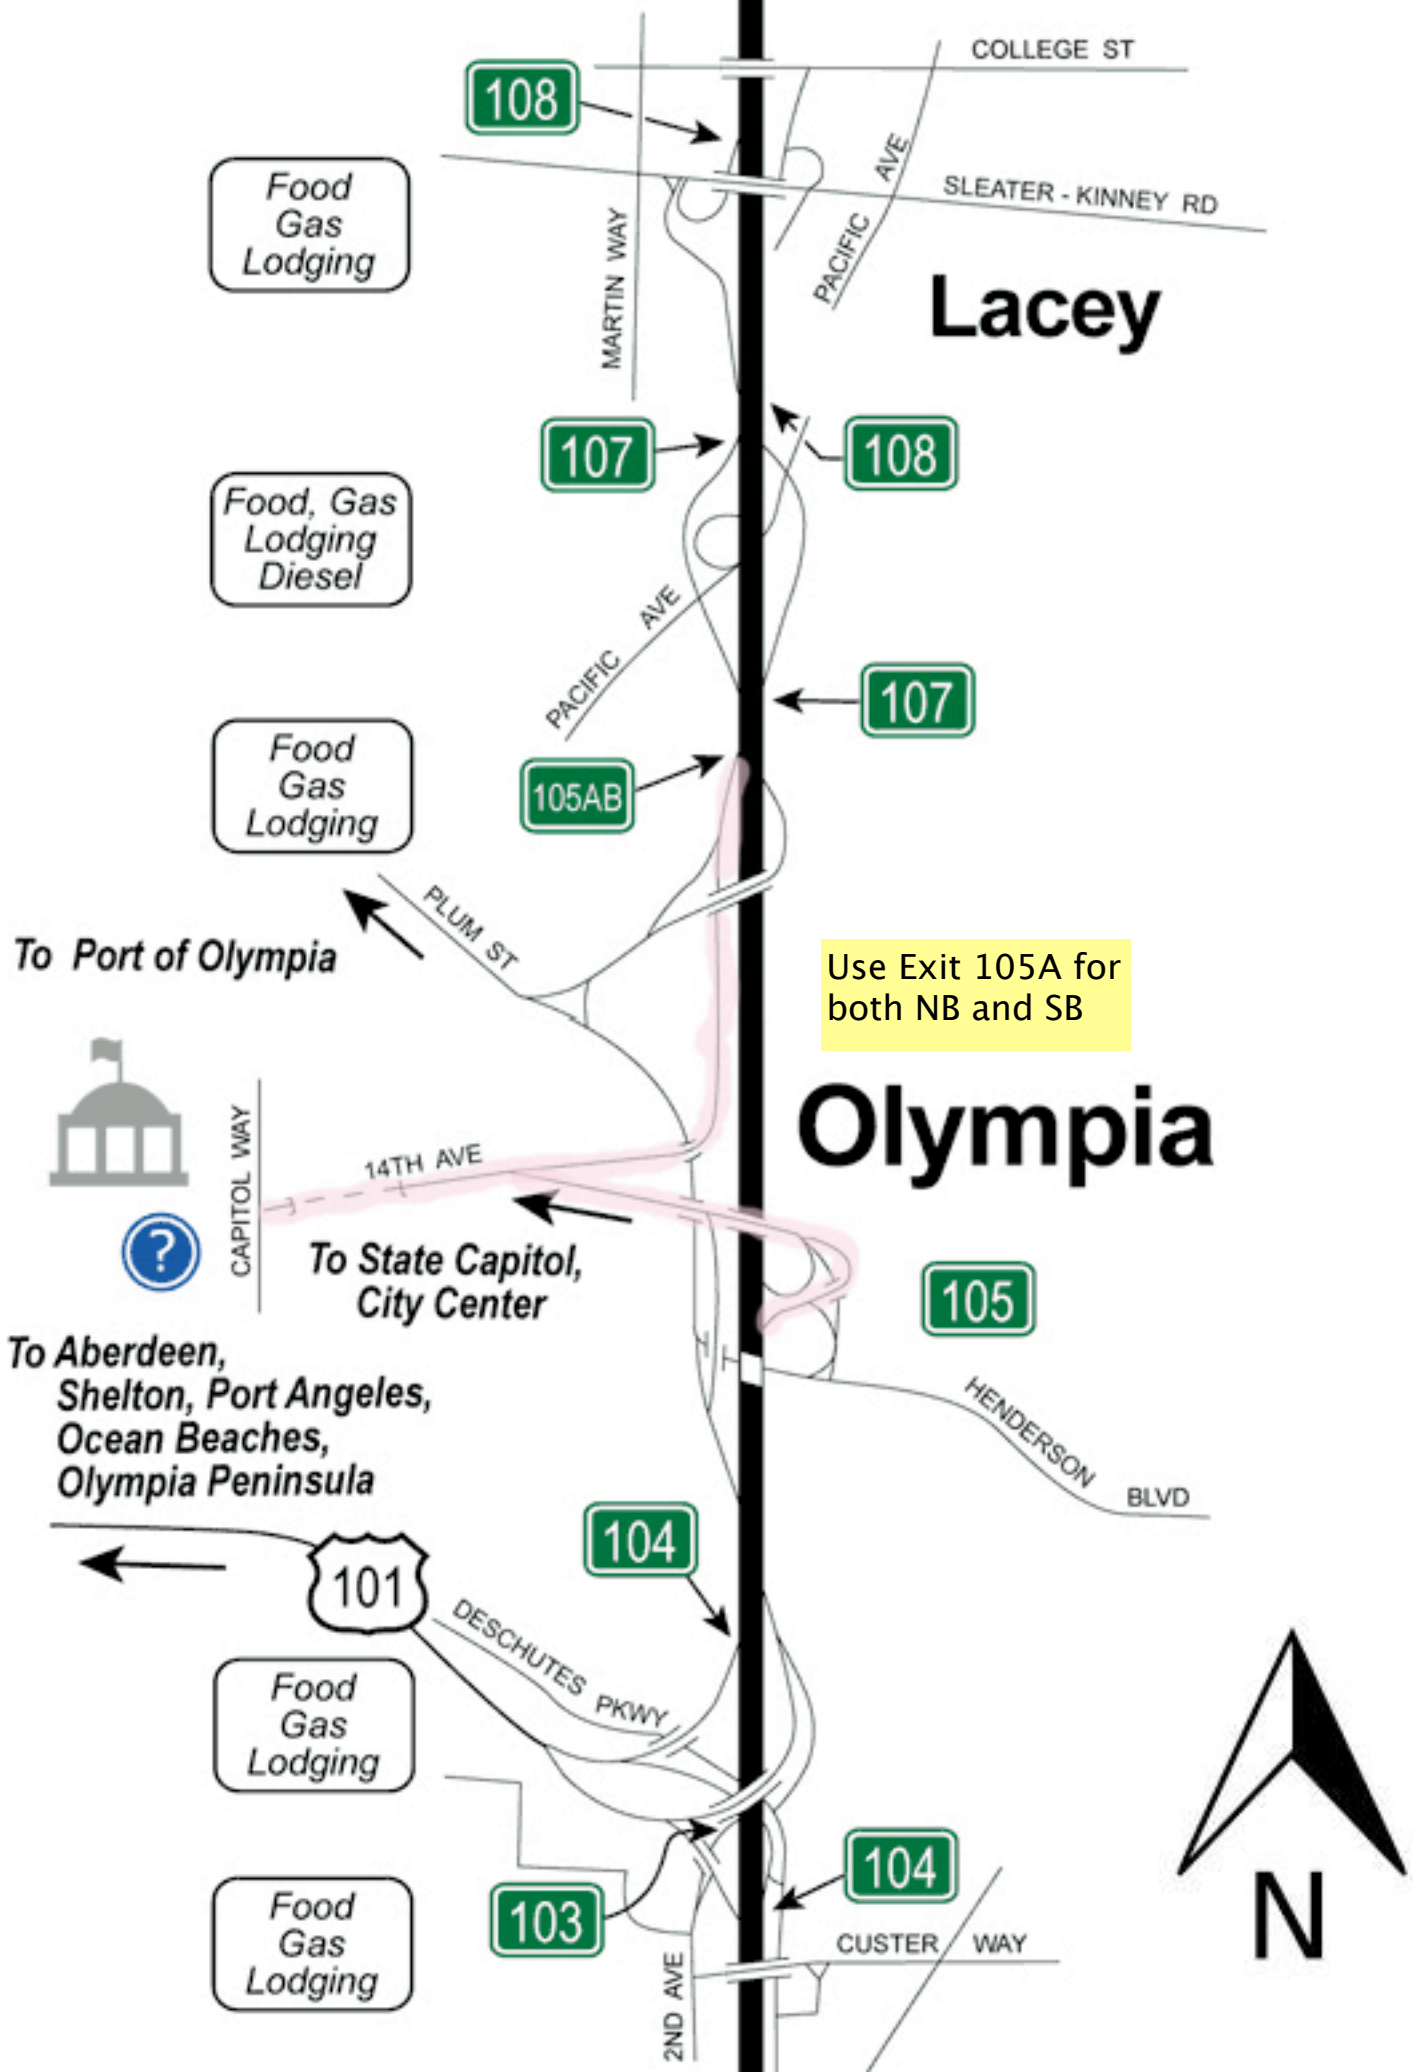 COLLEGE ST
108
Food
Gas
Lodging
MARTIN WAY
PACIFIC AVE
SLEATER - KINNEY RD
Lacey
107
108
Food, Gas
Lodging
Diesel
PACIFIC AVE
107
105AB
Food
Gas
Lodging
PLUM ST
To Port of Olympia
Use Exit 105A for
both NB and SB
Olympia
CAPITOL WAY
14TH AVE
?
To State Capitol,
City Center
105
To Aberdeen,
Shelton, Port Angeles,
Ocean Beaches,
Olympia Peninsula
HENDERSON BLVD
104
101
DESCHUTES PKWY
Food
Gas
Lodging
104
103
Food
Gas
Lodging
2ND AVE
CUSTER WAY
N